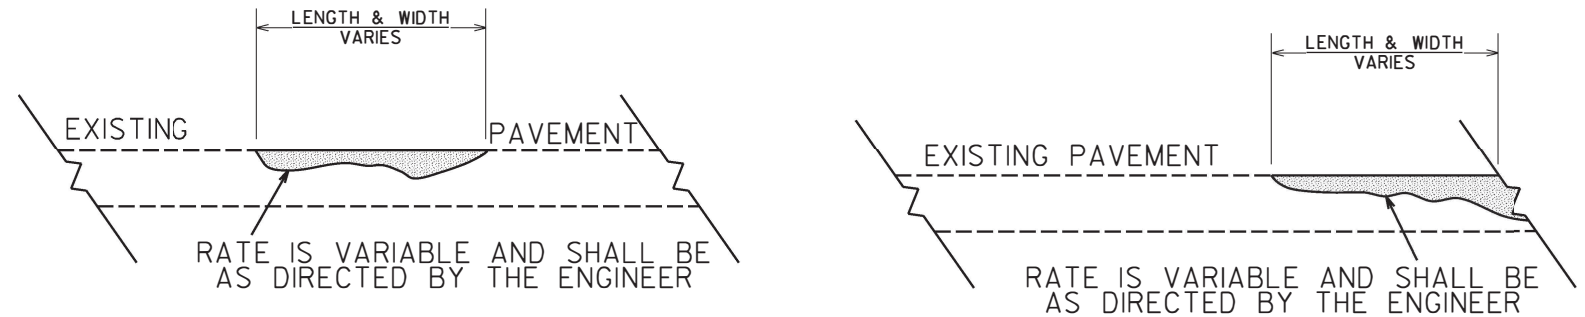 LENGTH & WIDTH
VARIES
EXISTING PAVEMENT
RATE IS VARIABLE AND SHALL BE
AS DIRECTED BY THE ENGINEER
LENGTH & WIDTH
VARIES
EXISTING PAVEMENT
RATE IS VARIABLE AND SHALL BE
AS DIRECTED BY THE ENGINEER